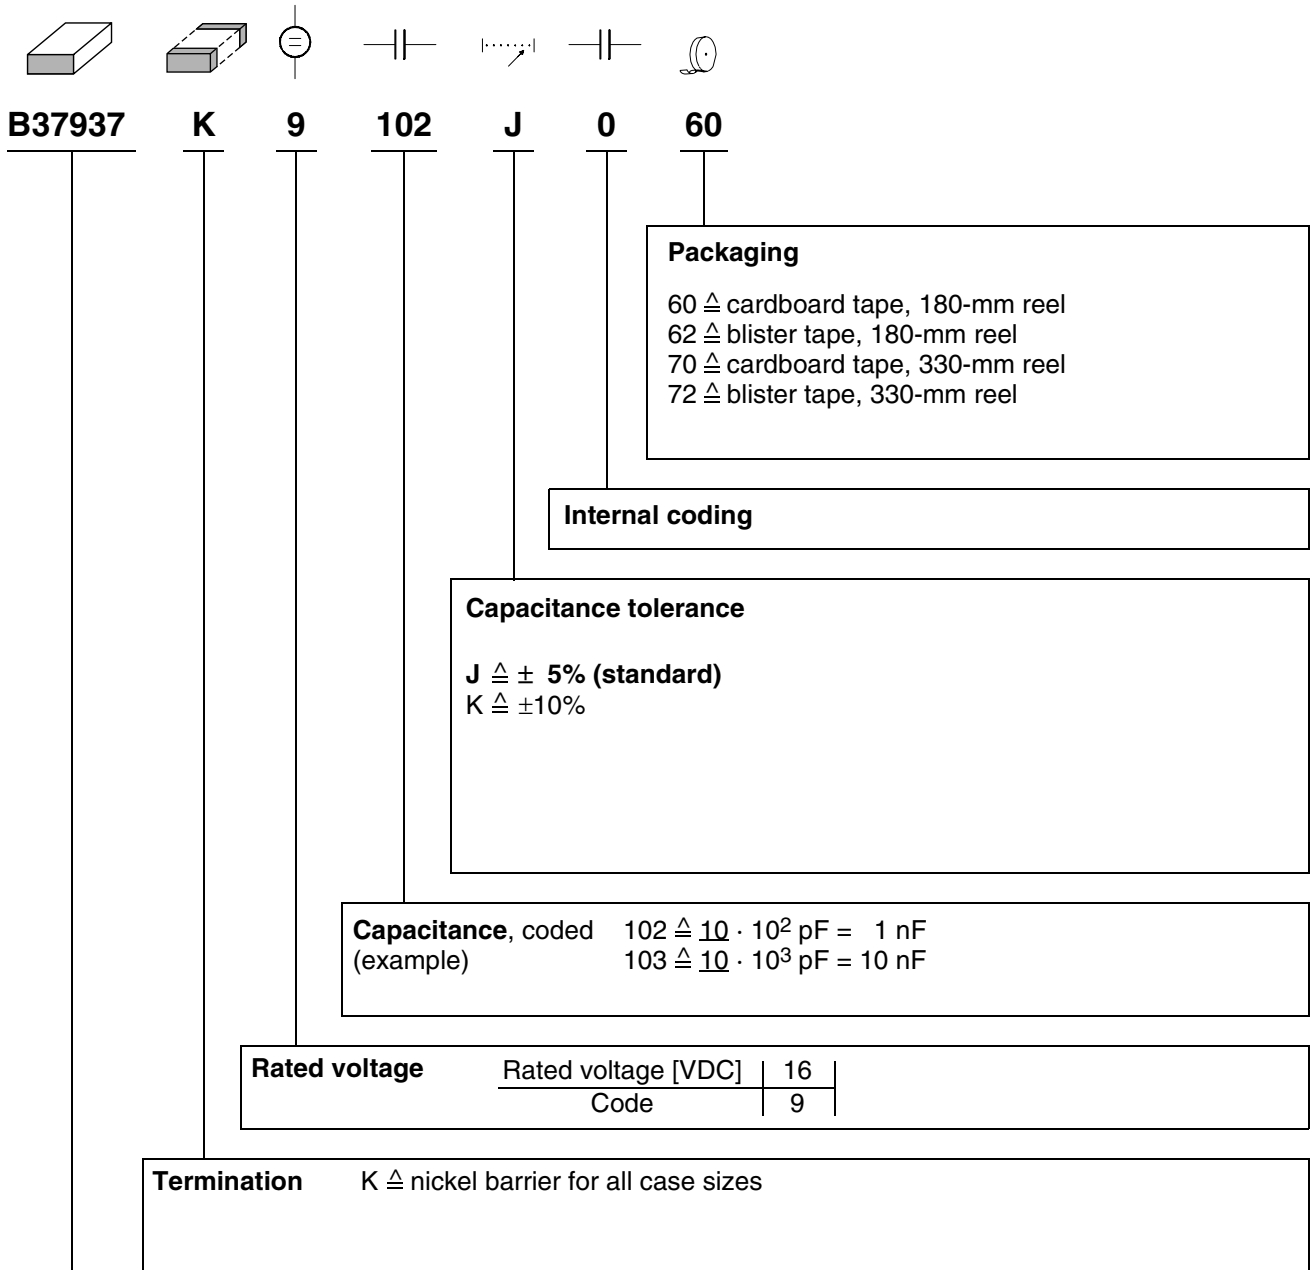 B37937 K 9 102 J 0 60
Packaging
60 ≙ cardboard tape, 180-mm reel
62 ≙ blister tape, 180-mm reel
70 ≙ cardboard tape, 330-mm reel
72 ≙ blister tape, 330-mm reel
Internal coding
Capacitance tolerance
J ≙ ± 5% (standard)
K ≙ ±10%
Capacitance, coded 102 ≙ 10 · 10² pF = 1 nF
(example) 103 ≙ 10 · 10³ pF = 10 nF
Rated voltage Rated voltage [VDC] 16
Code 9
Termination K ≙ nickel barrier for all case sizes